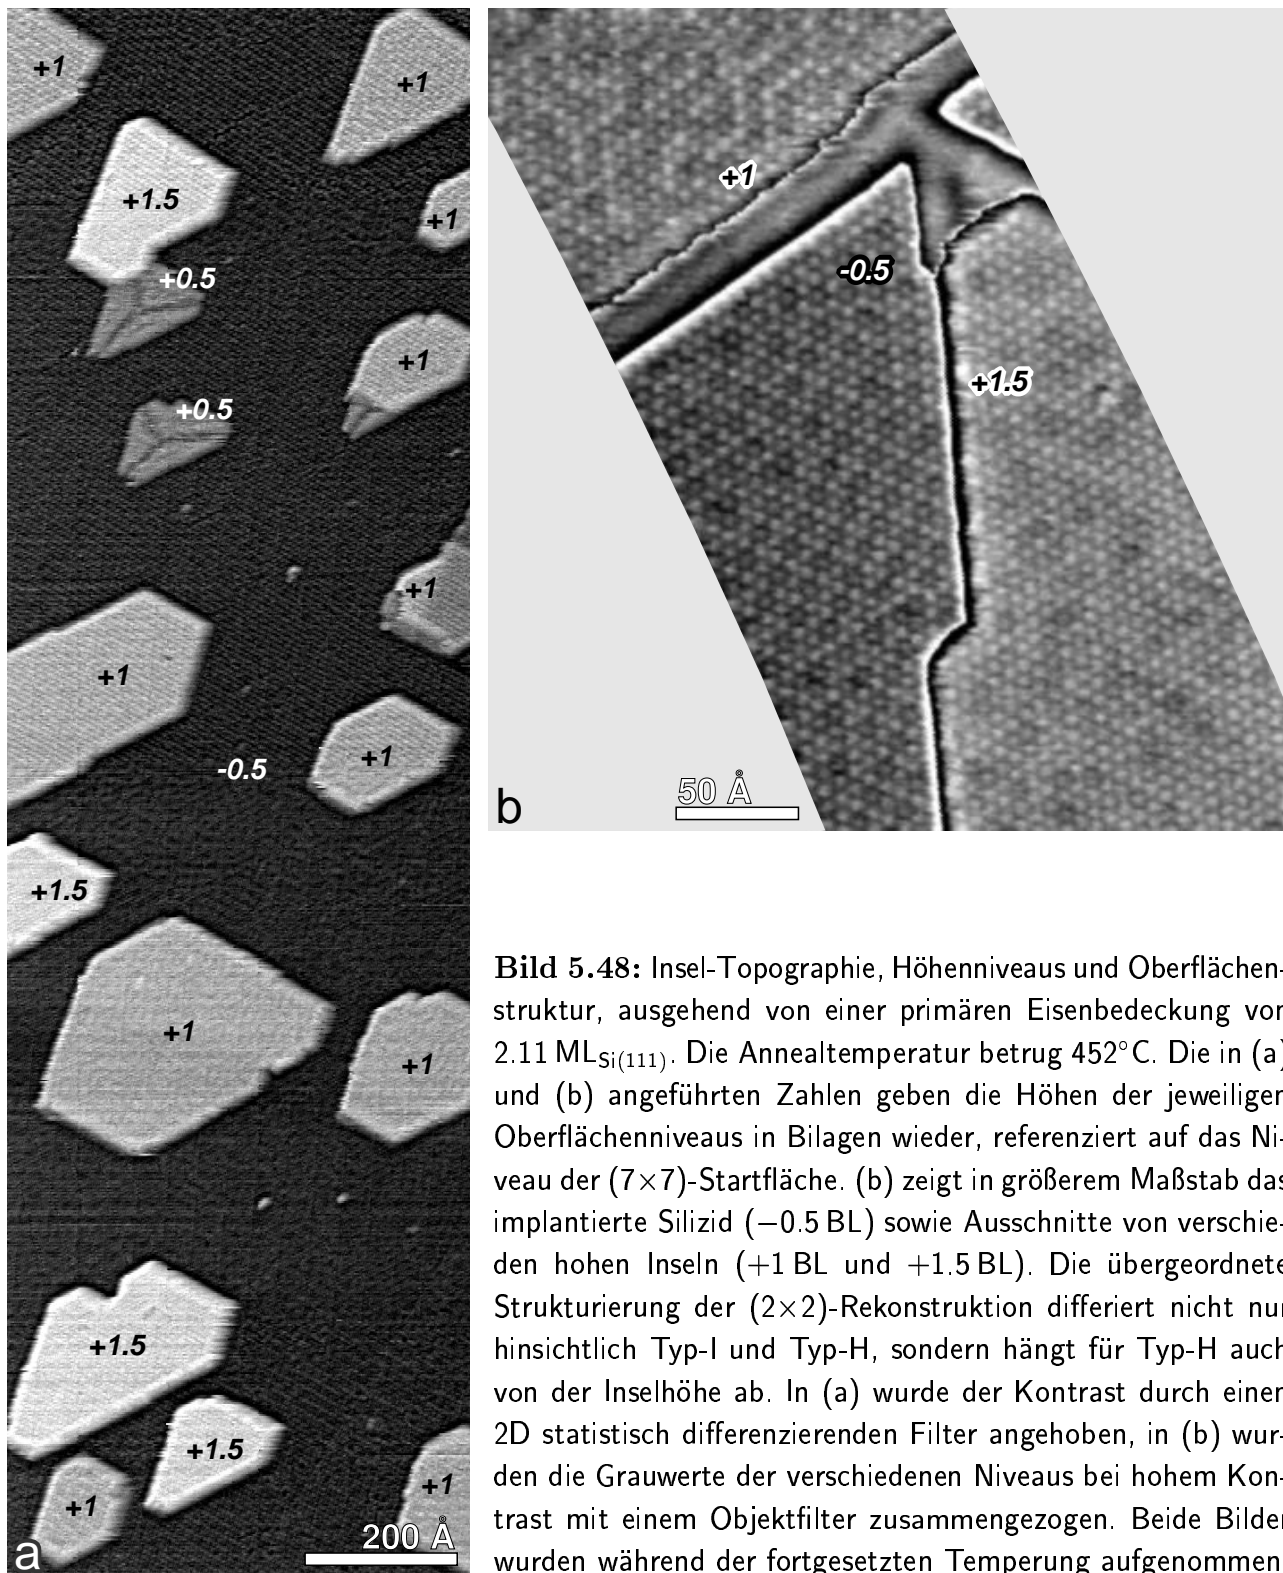 +1
+1
+1.5
+1
+0.5
+1
+0.5
+1
+1
-0.5
+1
+1.5
+1
+1
+1.5
+1.5
+1
+1
200 Å
a
+1
-0.5
+1.5
50 Å
b
Bild 5.48: Insel-Topographie, Höhenniveaus und Oberflächen-
struktur, ausgehend von einer primären Eisenbedeckung von
2.11 ML_Si(111). Die Annealtemperatur betrug 452°C. Die in (a)
und (b) angeführten Zahlen geben die Höhen der jeweiligen
Oberflächenniveaus in Bilagen wieder, referenziert auf das Ni-
veau der (7×7)-Startfläche. (b) zeigt in größerem Maßstab das
implantierte Silizid (−0.5 BL) sowie Ausschnitte von verschie-
den hohen Inseln (+1 BL und +1.5 BL). Die übergeordnete
Strukturierung der (2×2)-Rekonstruktion differiert nicht nur
hinsichtlich Typ-I und Typ-H, sondern hängt für Typ-H auch
von der Inselhöhe ab. In (a) wurde der Kontrast durch einen
2D statistisch differenzierenden Filter angehoben, in (b) wur-
den die Grauwerte der verschiedenen Niveaus bei hohem Kon-
trast mit einem Objektfilter zusammengezogen. Beide Bilder
wurden während der fortgesetzten Temperung aufgenommen.